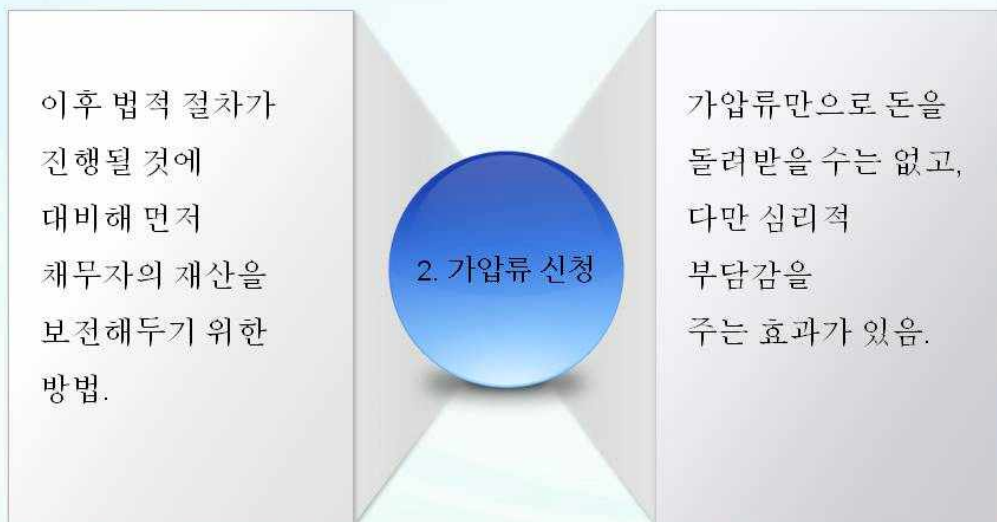 이후 법적 절차가
진행될 것에
대비해 먼저
채무자의 재산을
보전해두기 위한
방법.
2. 가압류 신청
가압류만으로 돈을
돌려받을 수는 없고,
다만 심리적
부담감을
주는 효과가 있음.